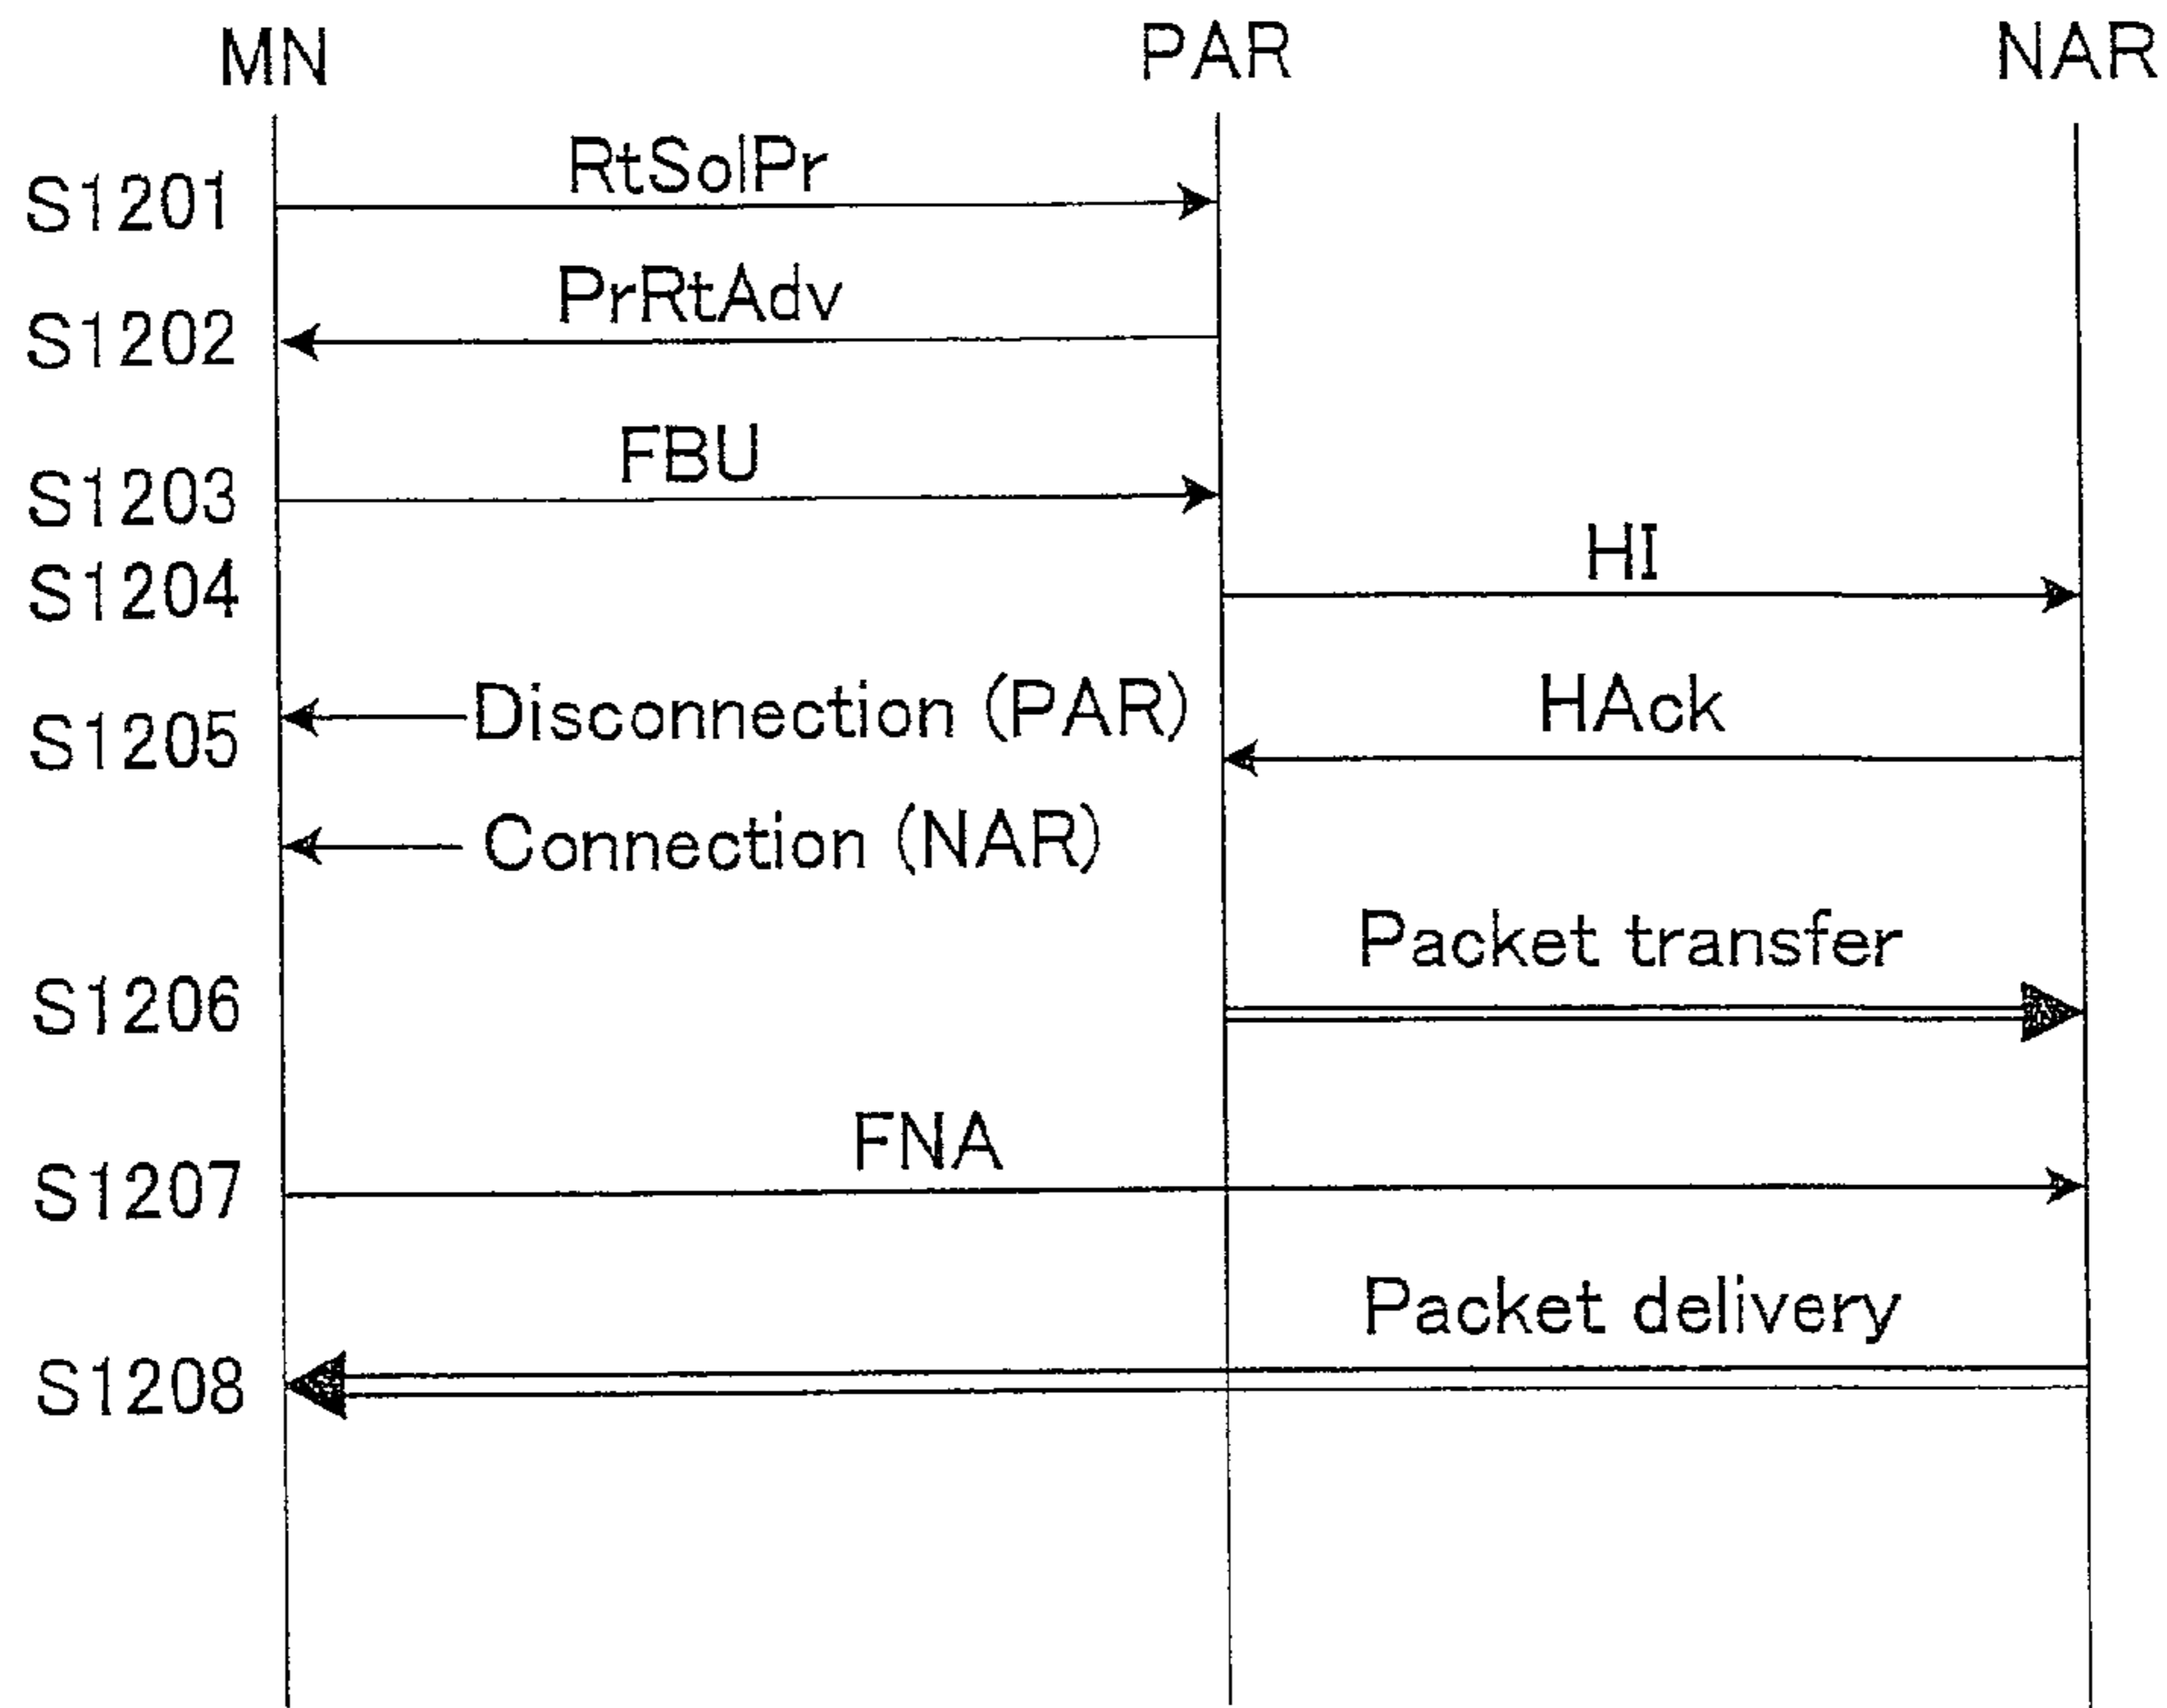 MN PAR NAR
RtSolPr
S1201
PrRtAdv
S1202
FBU
S1203
HI
S1204
Disconnection (PAR) HAck
S1205
Connection (NAR)
Packet transfer
S1206
FNA
S1207
Packet delivery
S1208